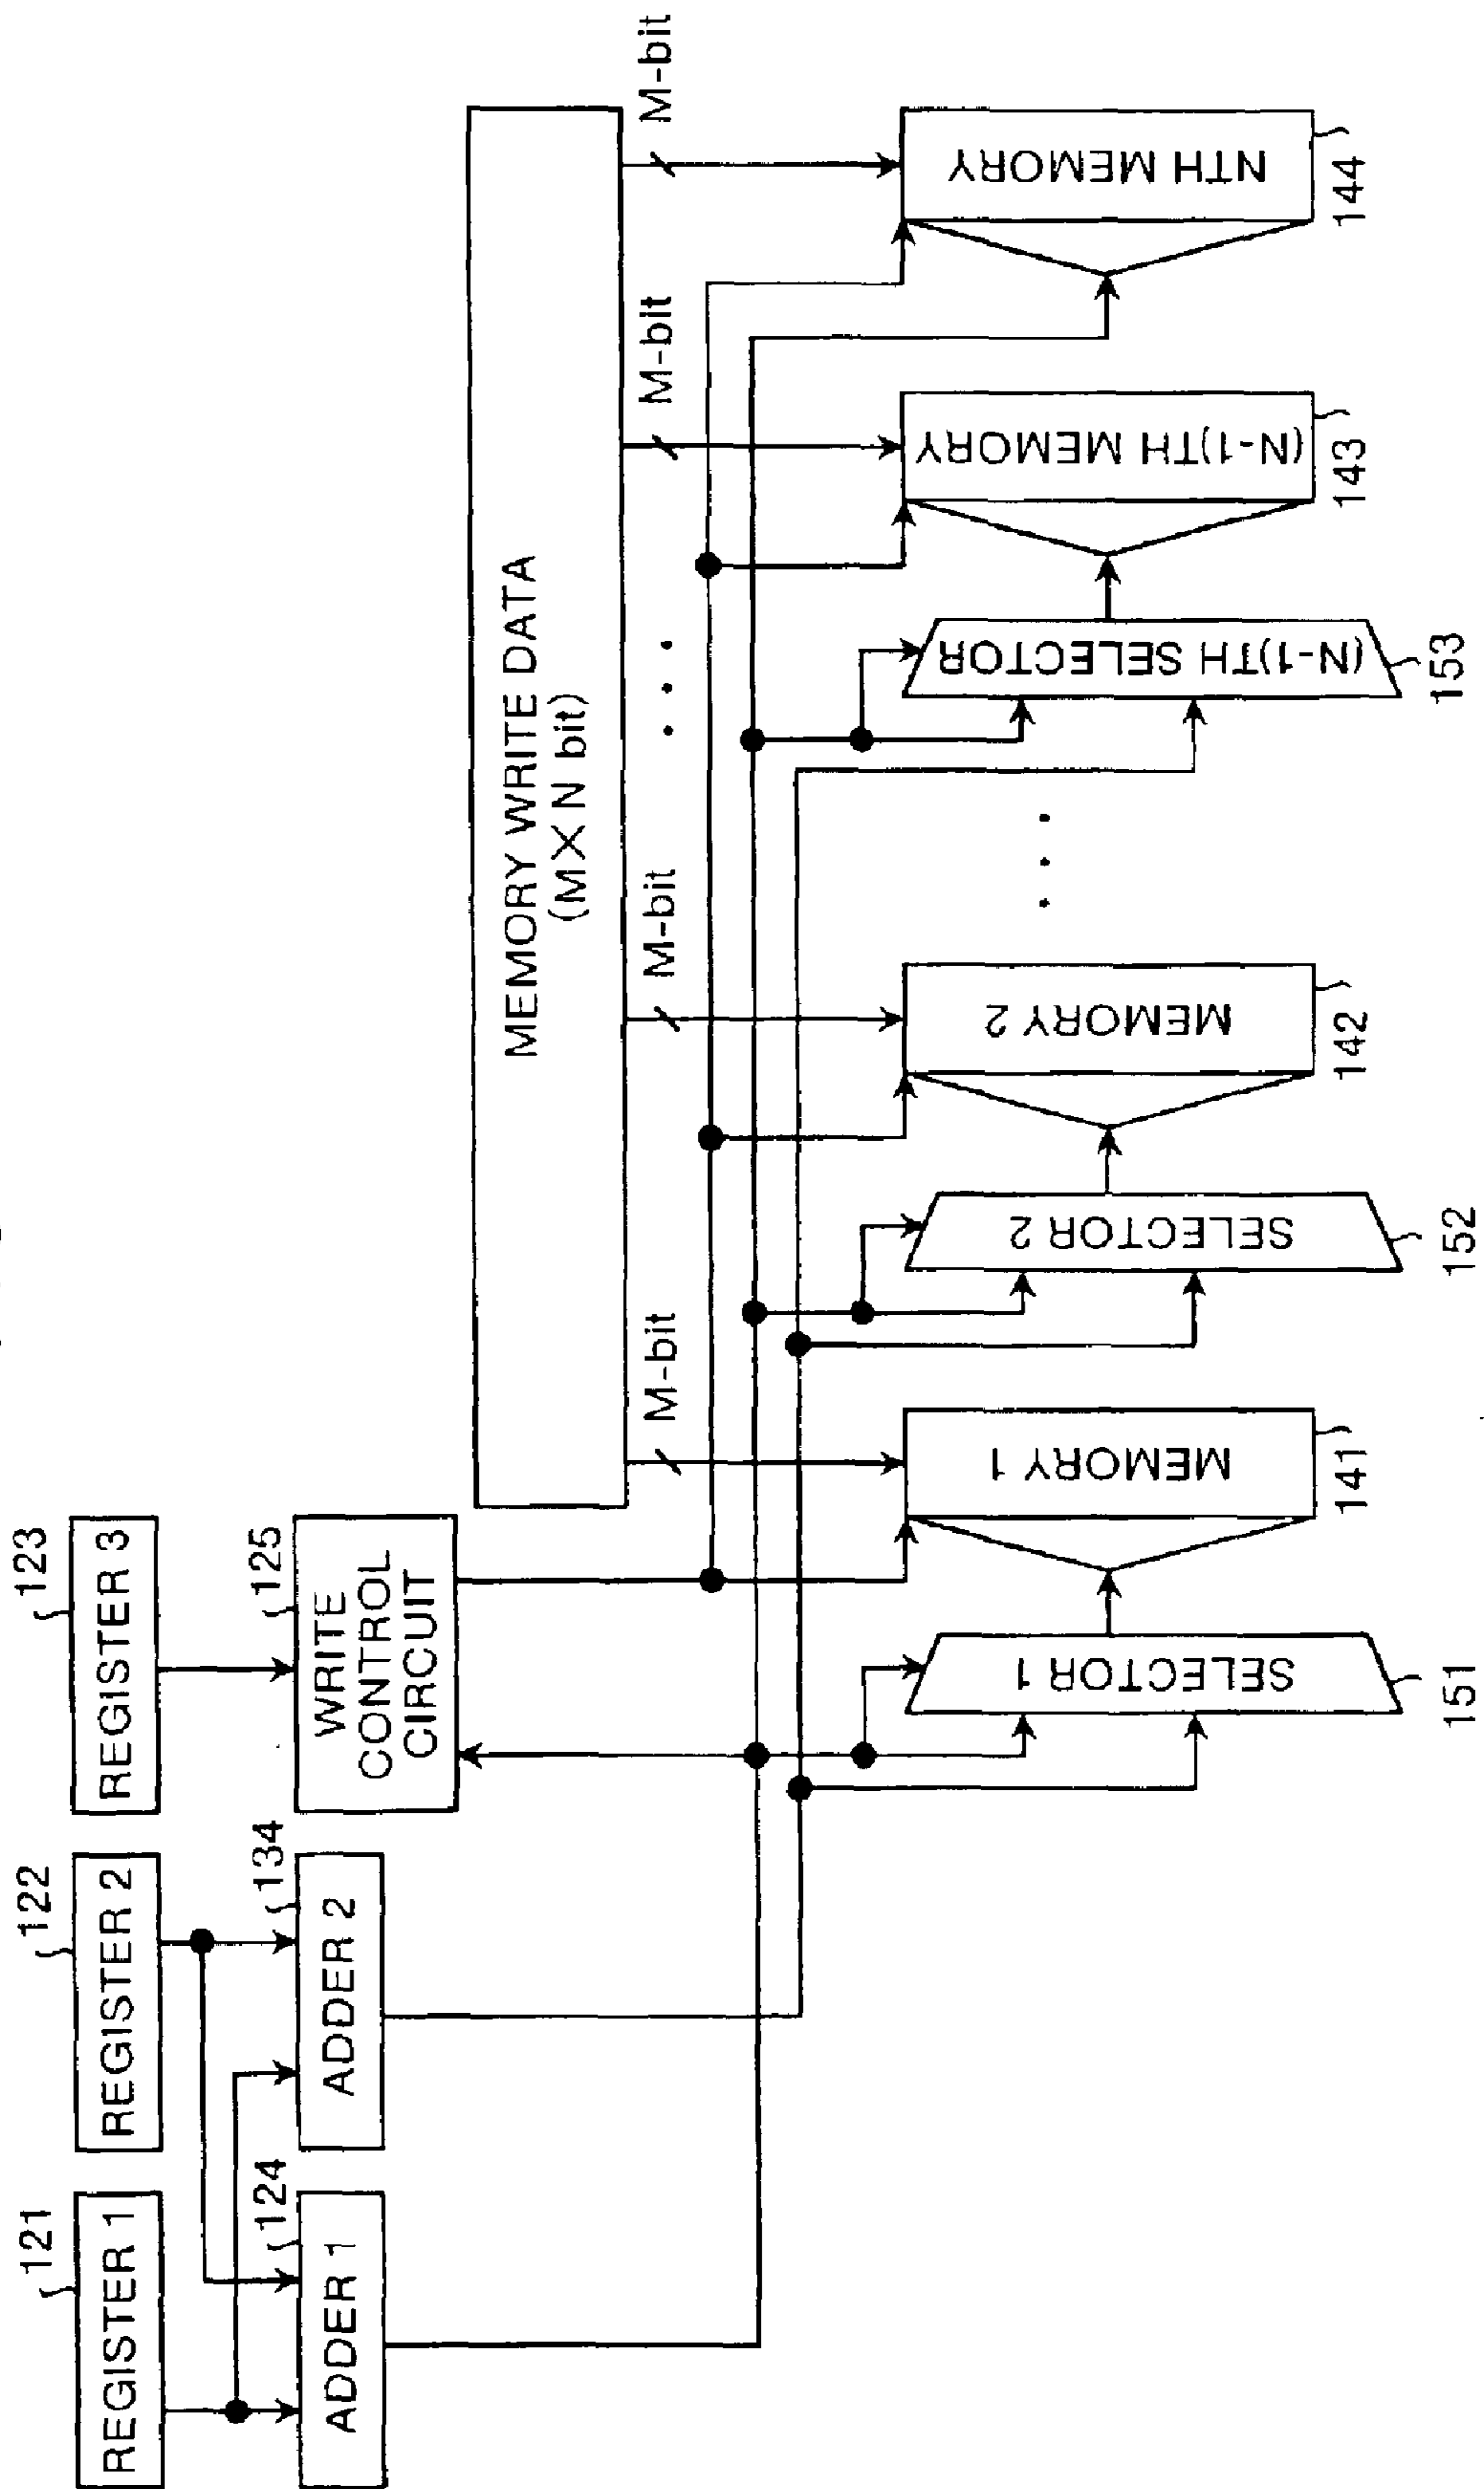 121
REGISTER 1
122
REGISTER 2
123
REGISTER 3
124
ADDER 1
134
ADDER 2
125
WRITE
CONTROL
CIRCUIT
MEMORY WRITE DATA
(M×N bit)
M-bit
M-bit
M-bit
M-bit
SELECTOR 1
151
MEMORY 1
141
SELECTOR 2
152
MEMORY 2
142
(N-1)TH SELECTOR
153
(N-1)TH MEMORY
143
NTH MEMORY
144